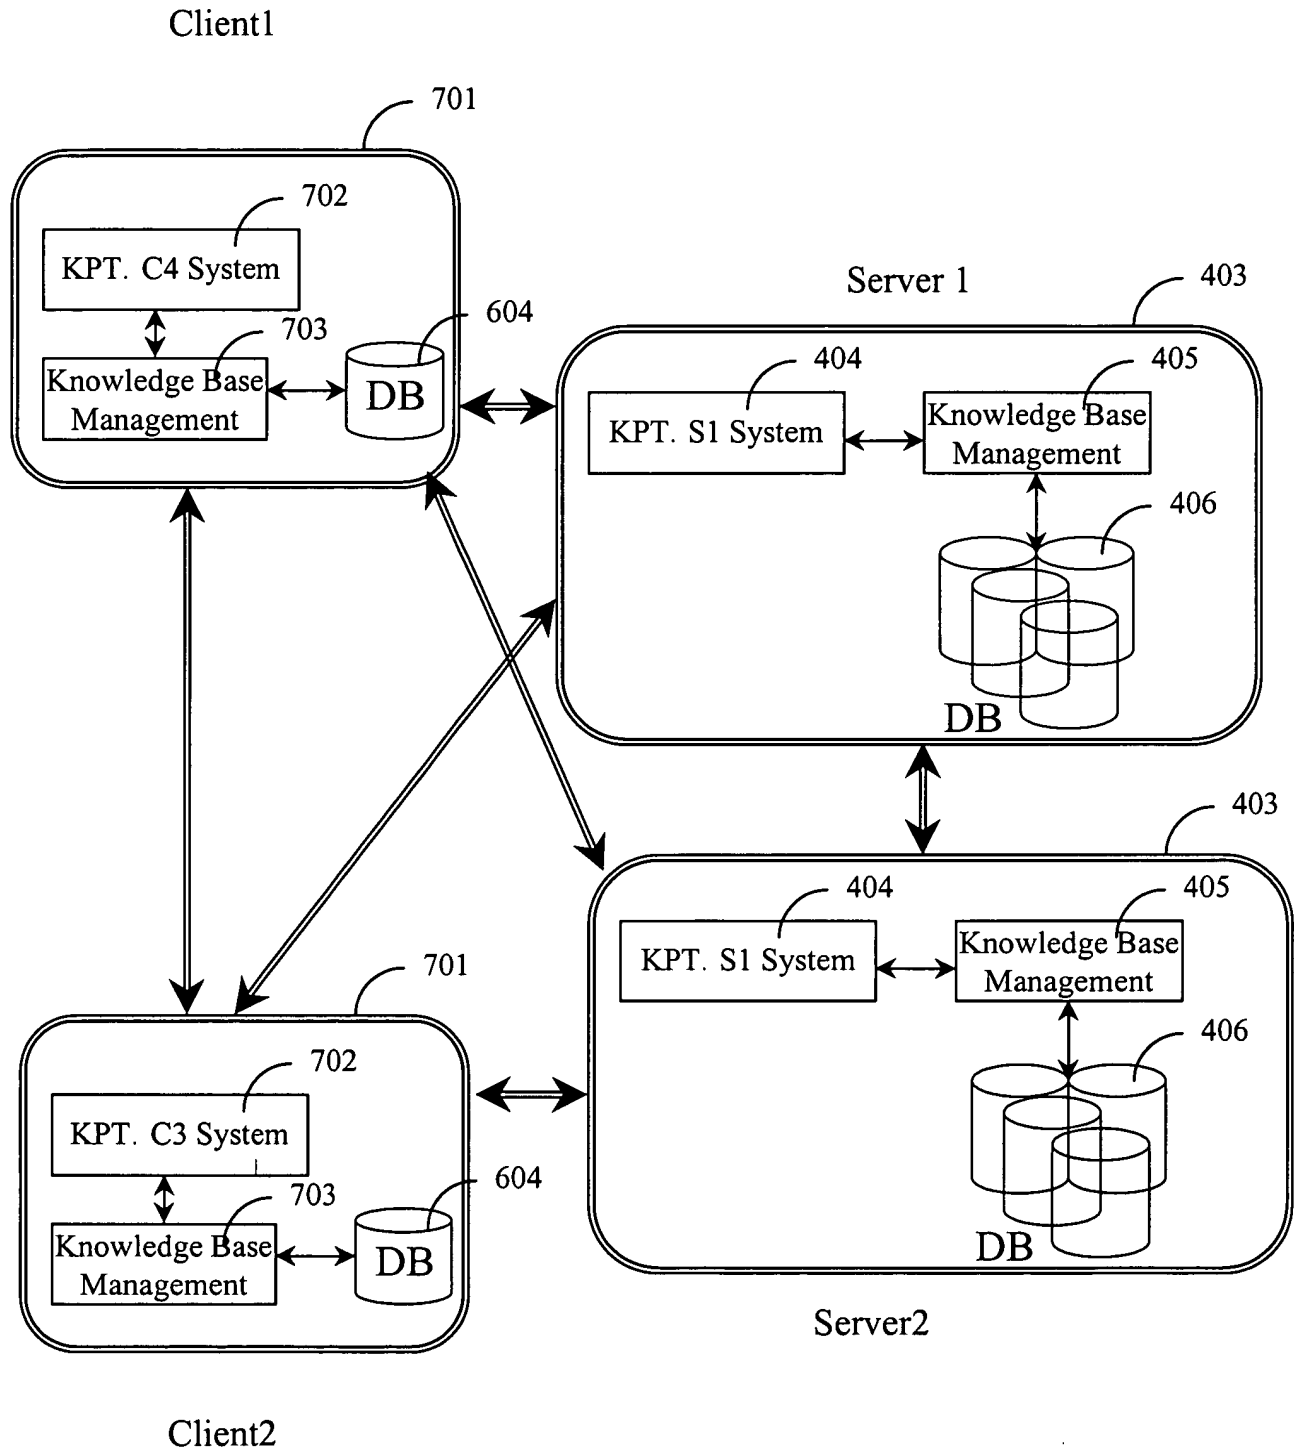 Client1
701
702
KPT. C4 System
703
604
Knowledge Base
Management
DB
Server 1
403
404
405
KPT. S1 System
Knowledge Base
Management
406
DB
403
404
405
KPT. S1 System
Knowledge Base
Management
406
DB
Server2
701
702
KPT. C3 System
703
604
Knowledge Base
Management
DB
Client2